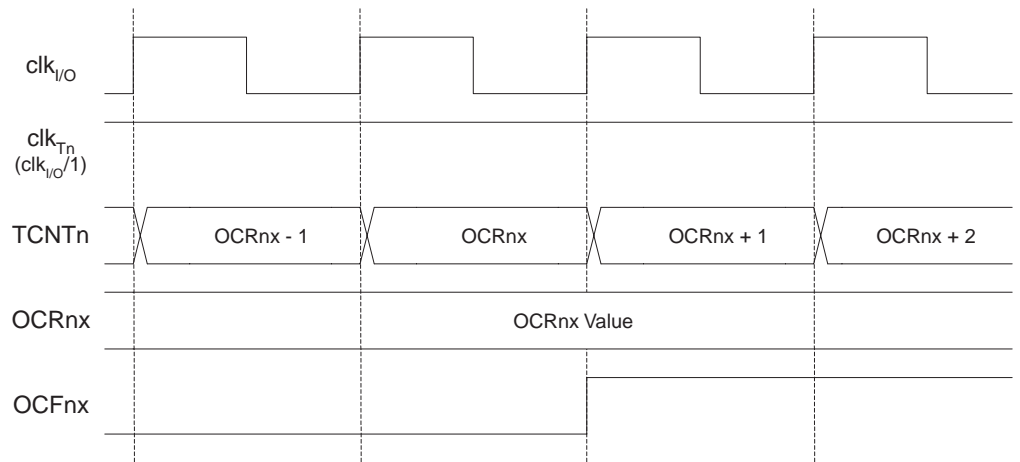 clkI/O
clkTn
(clkI/O/1)
TCNTn
OCRnx - 1
OCRnx
OCRnx + 1
OCRnx + 2
OCRnx
OCRnx Value
OCFnx